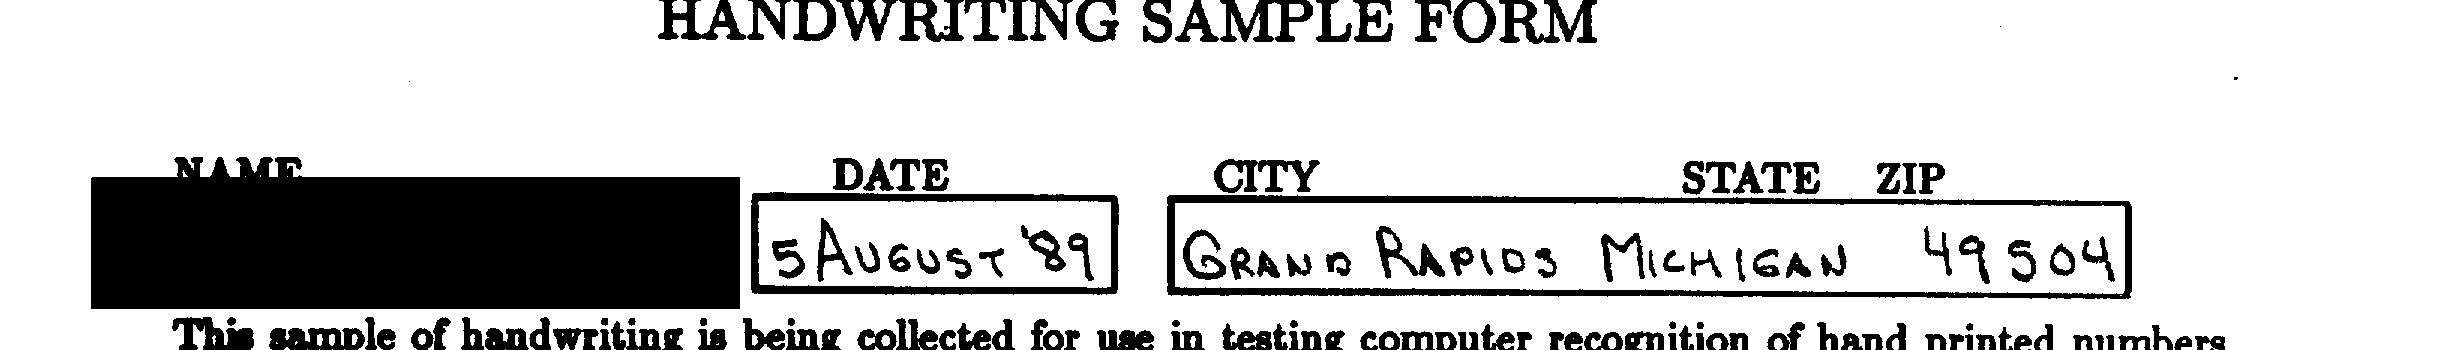 HANDWRITING SAMPLE FORM
NAME DATE CITY STATE ZIP
5 AUGUST '89 GRAND RAPIDS MICHIGAN 49504
This sample of handwriting is being collected for use in testing computer recognition of hand printed numbers